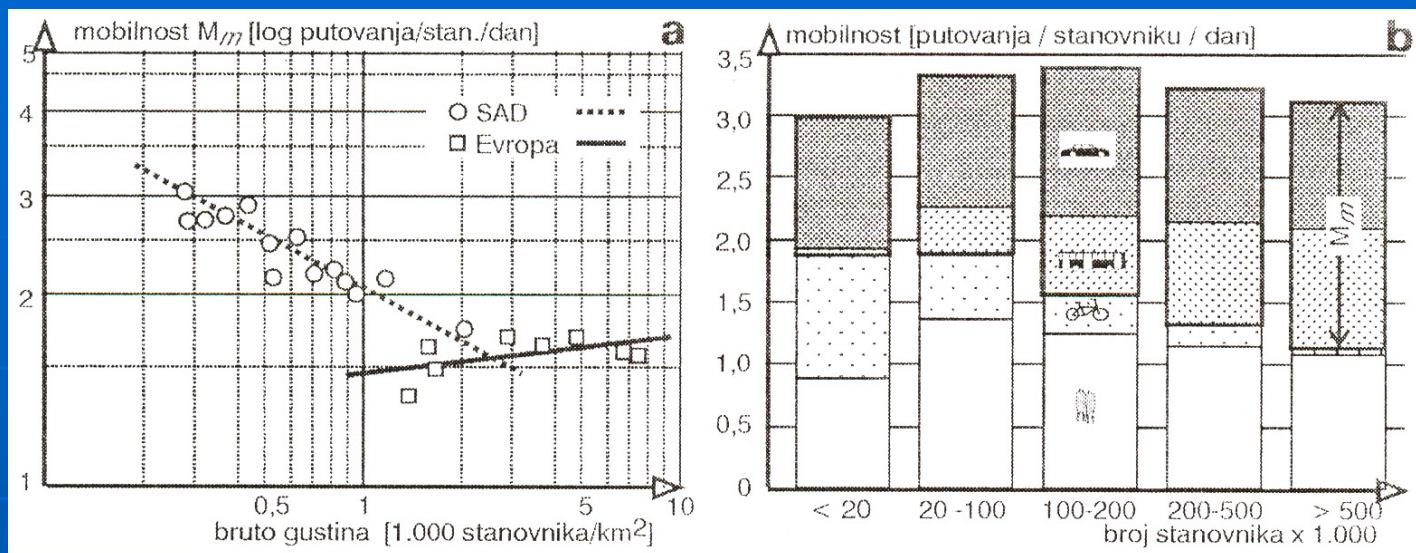 mobilnost Mm [log putovanja/stan./dan]
a
5
4
3
2
1
SAD
Evropa
0,5
1
5
10
bruto gustina [1.000 stanovnika/km2]
mobilnost [putovanja / stanovniku / dan]
b
3,5
3,0
2,5
2,0
1,5
1,0
0,5
0
Mm
< 20
20 -100
100-200
200-500
> 500
broj stanovnika x 1.000